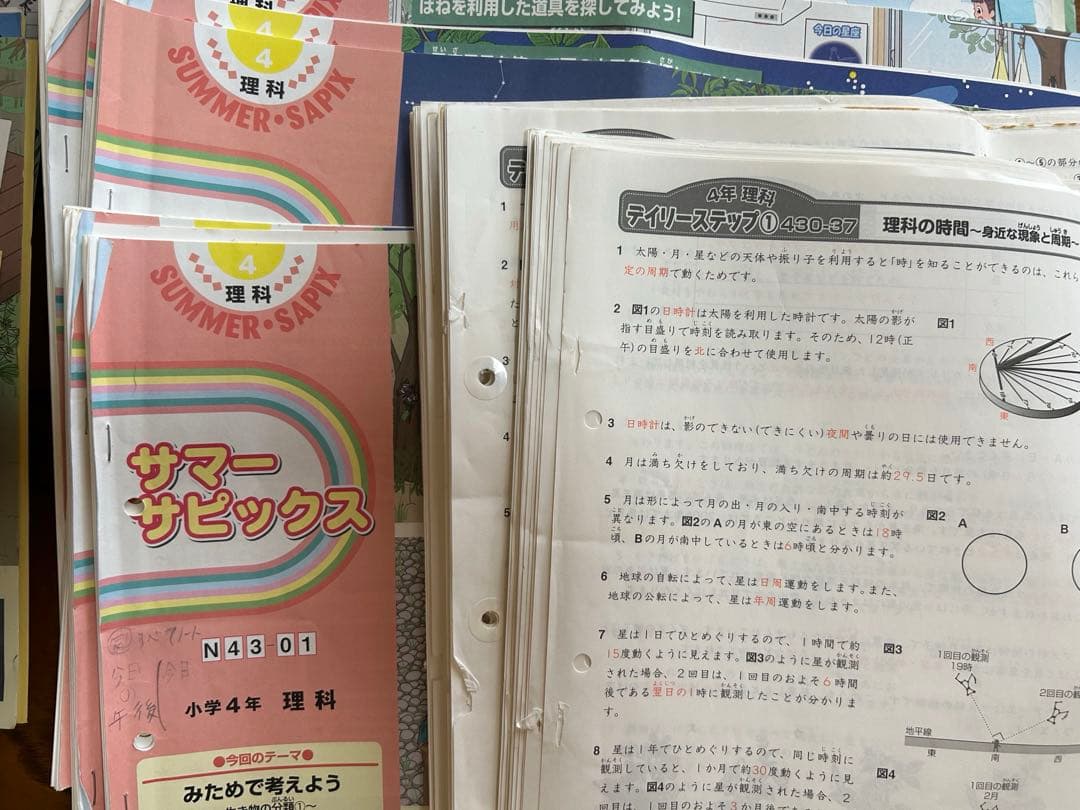 はねを利用した道具を探してみよう!
今日の星座
理科
4
理科
SUMMER・SAPIX
4
理科
SUMMER・SAPIX
サマー
サピックス
N43-01
小学4年 理科
●今回のテーマ●
みためで考えよう
4年 理科
デイリーステップ① 430-37
理科の時間~身近な現象と周期~
1 太陽・月・星などの天体や振り子を利用すると「時」を知ることができるのは、これら
定の周期で動くためです。
2 図1の日時計は太陽を利用した時計です。太陽の影が
指す目盛りで時刻を読み取ります。そのため、12時(正
午)の目盛りを北に合わせて使用します。
図1
西
南
東
3 日時計は、影のできない(できにくい)夜間や曇りの日には使用できません。
4 月は満ち欠けをしており、満ち欠けの周期は約29.5日です。
5 月は形によって月の出・月の入り・南中する時刻が
異なります。図2のAの月が東の空にあるときは18時
頃、Bの月が南中しているときは6時頃と分かります。
図2
A
B
6 地球の自転によって、星は日周運動をします。また、
地球の公転によって、星は年周運動をします。
7 星は1日でひとめぐりするので、1時間で約
15度動くように見えます。図3のように星が観測
された場合、2回目は、1回目のおよそ6時間
後である翌日の1時に観測したことが分かりま
す。
図3
1回目の観測
19時
2回目の
地平線
東
南
西
8 星は1年でひとめぐりするので、同じ時刻に
観測していると、1か月で約30度動くように見
えます。図4のように星が観測された場合、2
回目は、1回目のおよそ3か月後で
図4
1回目の観測
2月